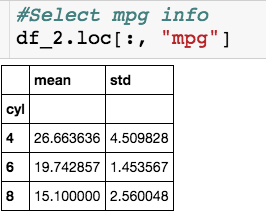 #Select mpg info
df_2.loc[:, "mpg"]
mean std
cyl
4 26.663636 4.509828
6 19.742857 1.453567
8 15.100000 2.560048